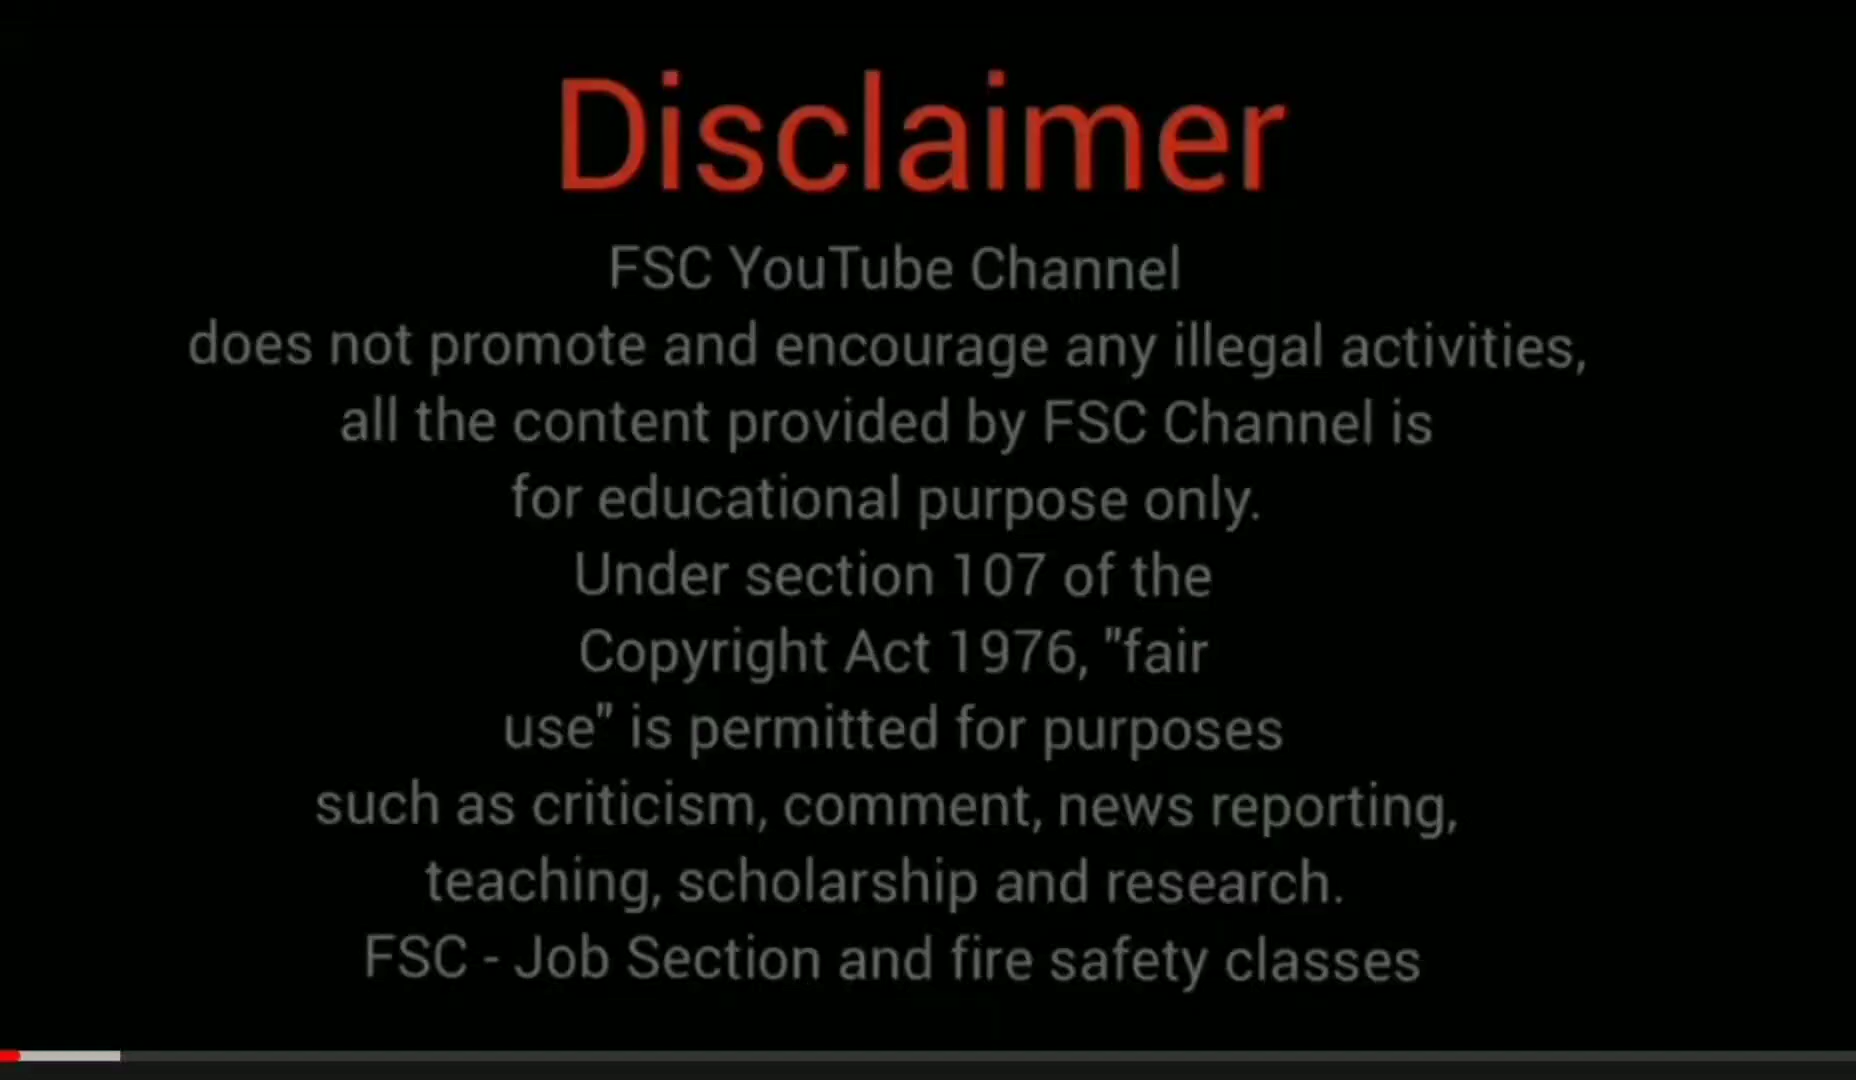 Disclaimer
FSC YouTube Channel
does not promote and encourage any illegal activities,
all the content provided by FSC Channel is
for educational purpose only.
Under section 107 of the
Copyright Act 1976, "fair
use" is permitted for purposes
such as criticism, comment, news reporting,
teaching, scholarship and research.
FSC - Job Section and fire safety classes